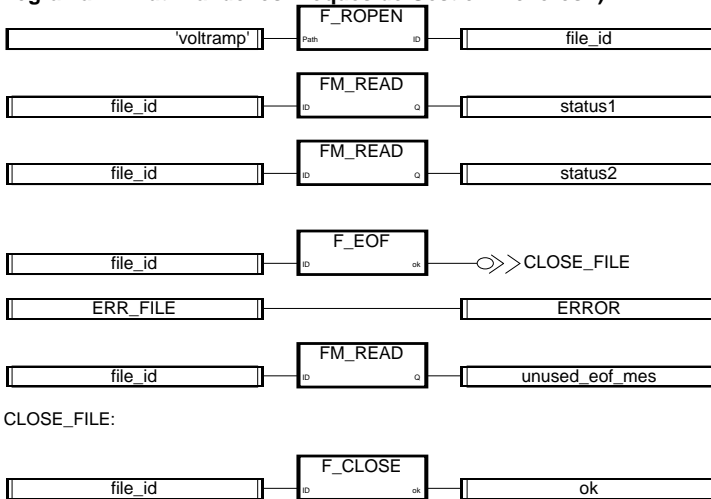 F_ROPEN
'voltramp' Path ID file_id
FM_READ
file_id ID Q status1
FM_READ
file_id ID Q status2
F_EOF
file_id ID ok CLOSE_FILE
ERR_FILE ERROR
FM_READ
file_id ID Q unused_eof_mes
CLOSE_FILE:
F_CLOSE
file_id ID ok ok